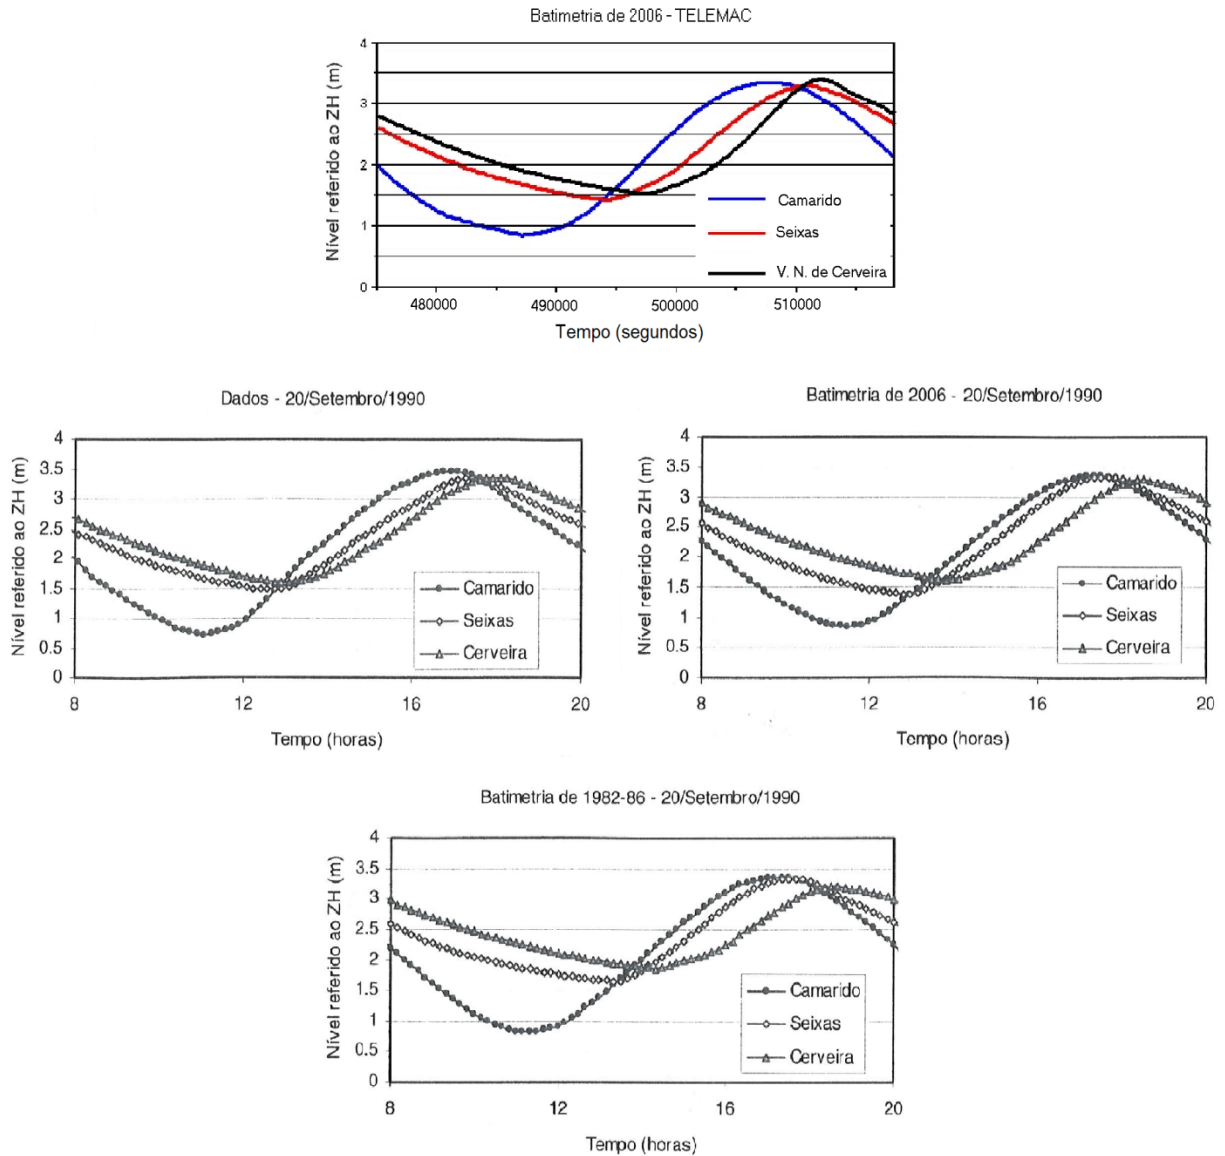 Batimetria de 2006 - TELEMAC
Nível referido ao ZH (m)
4
3
2
1
0
Camarido
Seixas
V. N. de Cerveira
480000
490000
500000
510000
Tempo (segundos)
Dados - 20/Setembro/1990
Nível referido ao ZH (m)
4
3.5
3
2.5
2
1.5
1
0.5
0
Camarido
Seixas
Cerveira
8
12
16
20
Tempo (horas)
Batimetria de 2006 - 20/Setembro/1990
Nível referido ao ZH (m)
4
3.5
3
2.5
2
1.5
1
0.5
0
Camarido
Seixas
Cerveira
8
12
16
20
Tempo (horas)
Batimetria de 1982-86 - 20/Setembro/1990
Nível referido ao ZH (m)
4
3.5
3
2.5
2
1.5
1
0.5
0
Camarido
Seixas
Cerveira
8
12
16
20
Tempo (horas)